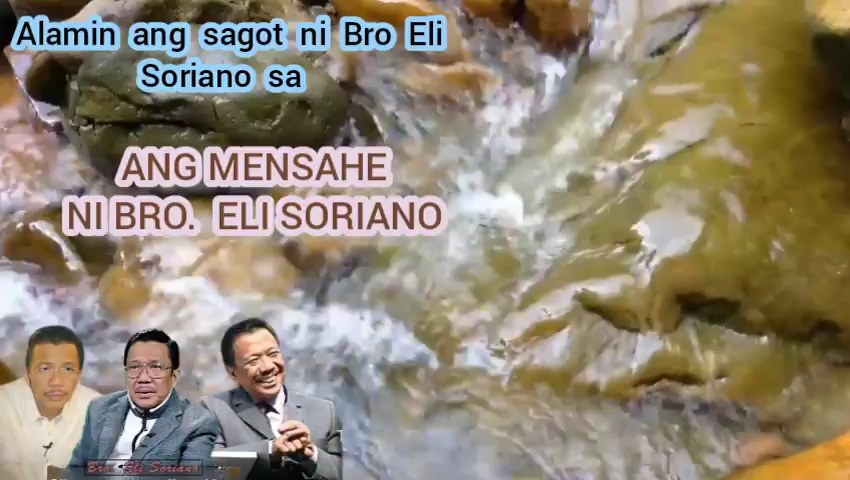 Alamin ang sagot ni Bro Eli
Soriano sa
ANG MENSAHE
NI BRO. ELI SORIANO
Bro. Eli Soriano